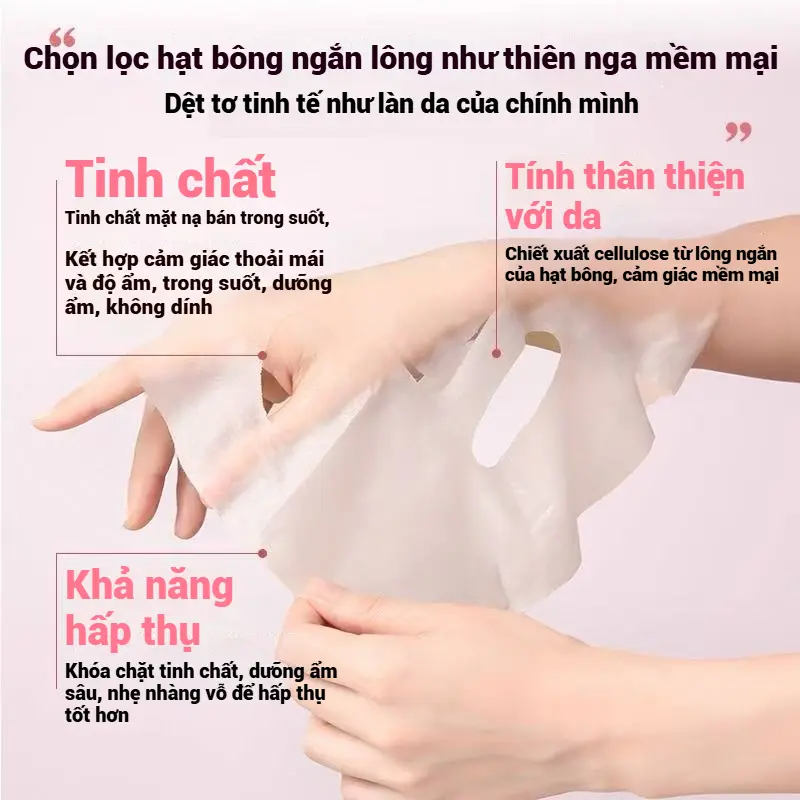 “
Chọn lọc hạt bông ngắn lông như thiên nga mềm mại
Dệt tơ tinh tế như làn da của chính mình
”
Tinh chất
Tinh chất mặt nạ bán trong suốt,
Kết hợp cảm giác thoải mái
và độ ẩm, trong suốt, dưỡng
ẩm, không dính
Tính thân thiện
với da
Chiết xuất cellulose từ lông ngắn
của hạt bông, cảm giác mềm mại
Khả năng
hấp thụ
Khóa chặt tinh chất, dưỡng ẩm
sâu, nhẹ nhàng vỗ để hấp thụ
tốt hơn